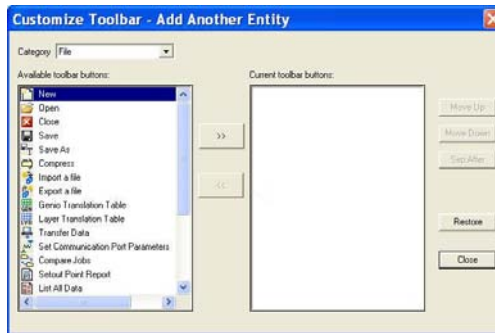 Customize Toolbar - Add Another Entity
Category File
Available toolbar buttons:
Current toolbar buttons:
New
Open
Close
Save
Save As
Compress
Import a file
Export a file
Genio Translation Table
Layer Translation Table
Transfer Data
Set Communication Port Parameters
Compare Jobs
Setout Point Report
List All Data
>>
<<
Move Up
Move Down
Sep After
Restore
Close